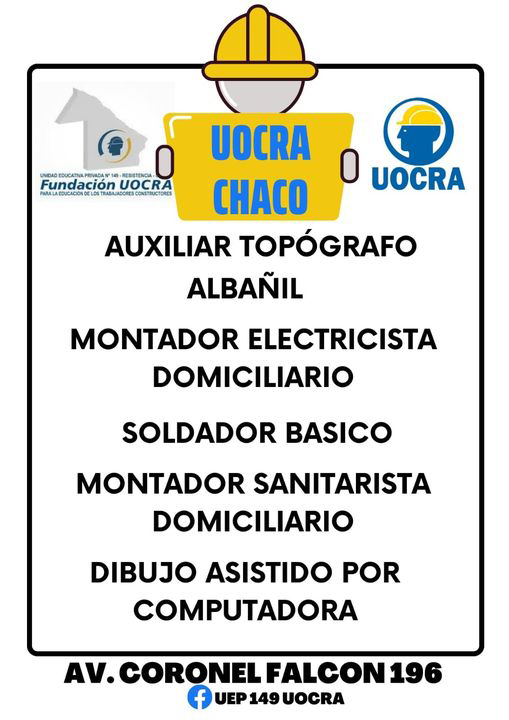 UOCRA
CHACO
UNIDAD EDUCATIVA PRIVADA Nº 149 - RESISTENCIA -
Fundación UOCRA
PARA LA EDUCACIÓN DE LOS TRABAJADORES CONSTRUCTORES
UOCRA
AUXILIAR TOPÓGRAFO
ALBAÑIL
MONTADOR ELECTRICISTA
DOMICILIARIO
SOLDADOR BASICO
MONTADOR SANITARISTA
DOMICILIARIO
DIBUJO ASISTIDO POR
COMPUTADORA
AV. CORONEL FALCON 196
UEP 149 UOCRA